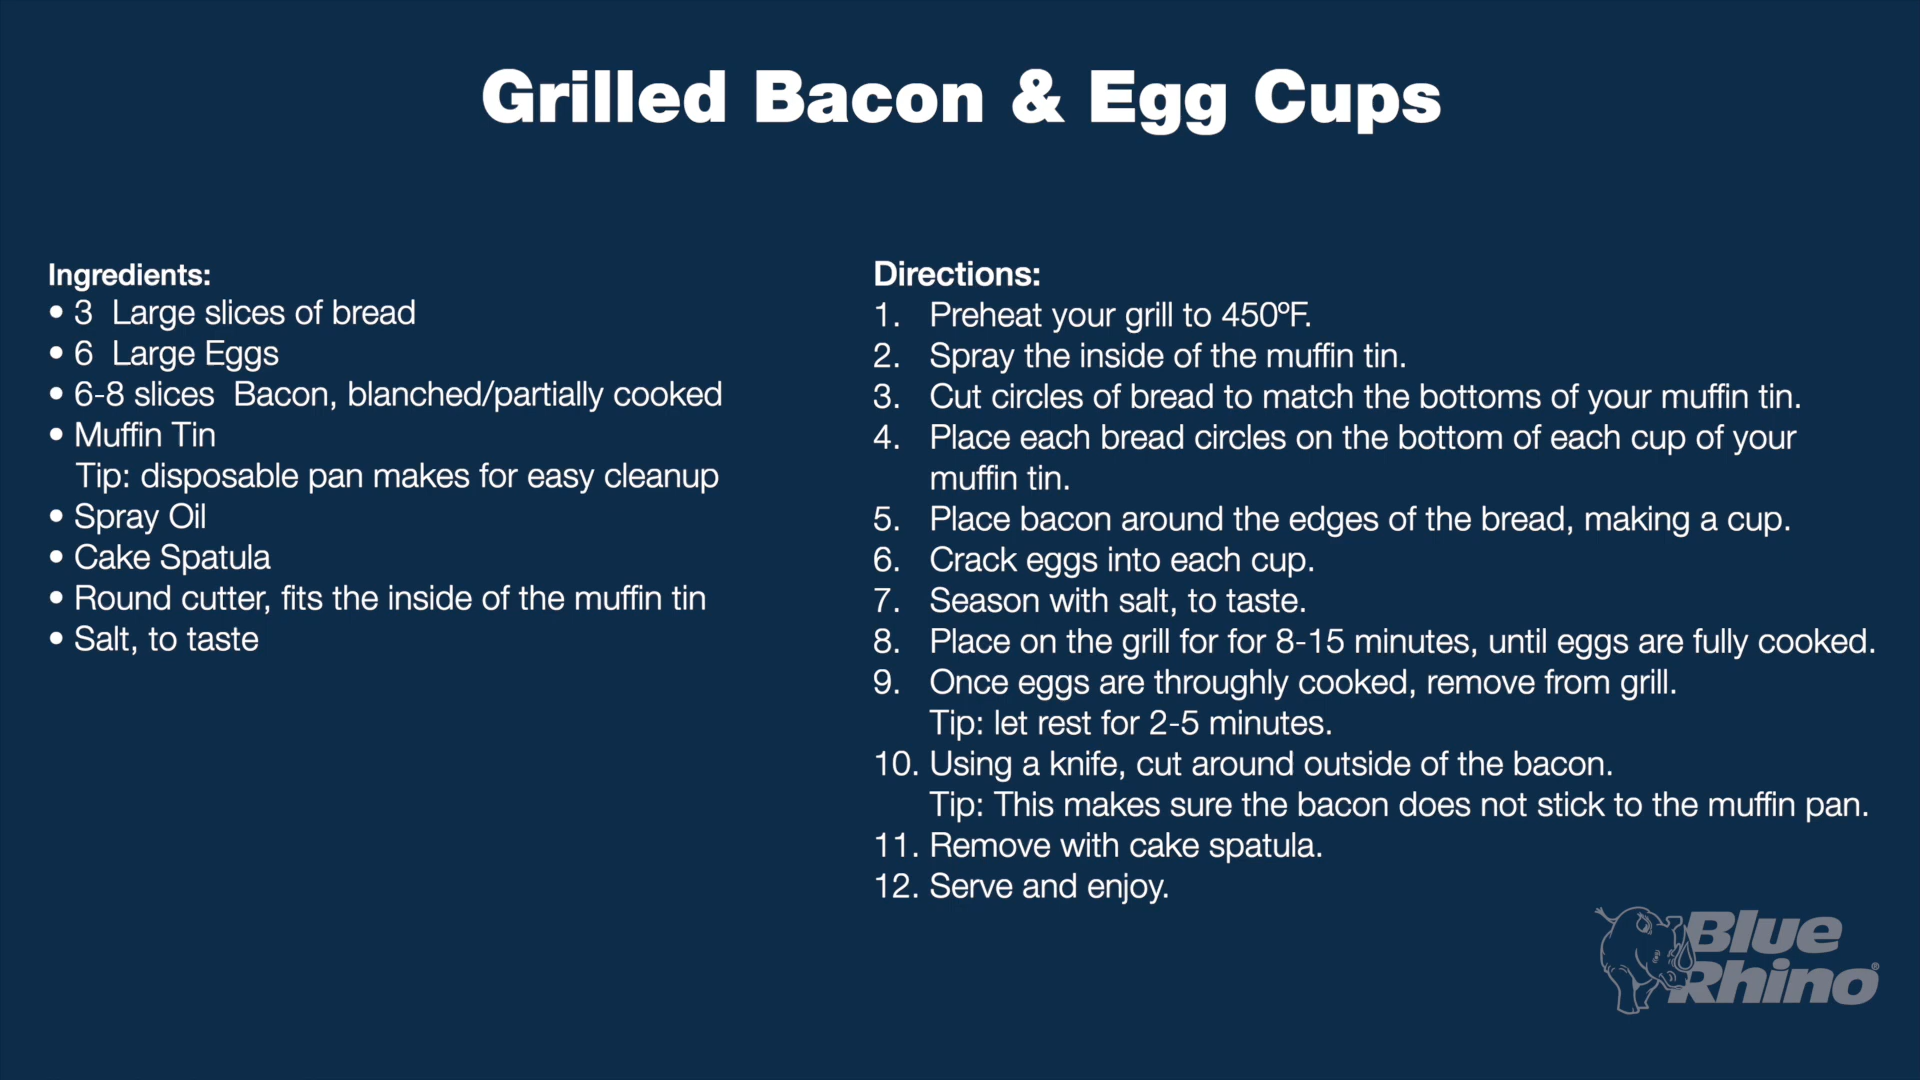 Grilled Bacon & Egg Cups
Ingredients:
• 3  Large slices of bread
• 6  Large Eggs
• 6-8 slices  Bacon, blanched/partially cooked
• Muffin Tin
Tip: disposable pan makes for easy cleanup
• Spray Oil
• Cake Spatula
• Round cutter, fits the inside of the muffin tin
• Salt, to taste
Directions:
1. Preheat your grill to 450ºF.
2. Spray the inside of the muffin tin.
3. Cut circles of bread to match the bottoms of your muffin tin.
4. Place each bread circles on the bottom of each cup of your
muffin tin.
5. Place bacon around the edges of the bread, making a cup.
6. Crack eggs into each cup.
7. Season with salt, to taste.
8. Place on the grill for for 8-15 minutes, until eggs are fully cooked.
9. Once eggs are throughly cooked, remove from grill.
Tip: let rest for 2-5 minutes.
10. Using a knife, cut around outside of the bacon.
Tip: This makes sure the bacon does not stick to the muffin pan.
11. Remove with cake spatula.
12. Serve and enjoy.
Blue
Rhino®